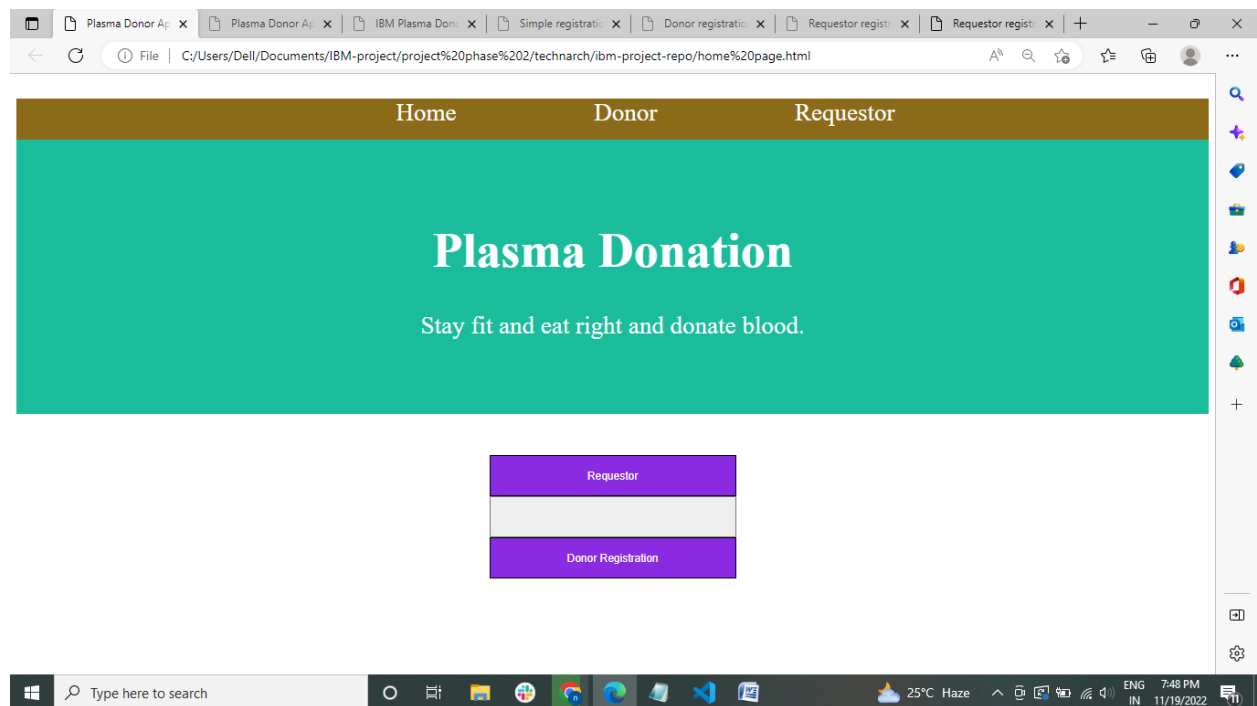 Plasma Donor Ap
Plasma Donor Ap
IBM Plasma Dono
Simple registratio
Donor registratio
Requestor registr
Requestor registr
File
C:/Users/Dell/Documents/IBM-project/project%20phase%202/technarch/ibm-project-repo/home%20page.html
Home Donor Requestor
Plasma Donation
Stay fit and eat right and donate blood.
Requestor
Donor Registration
Type here to search
25°C Haze
ENG
IN
7:48 PM
11/19/2022
11